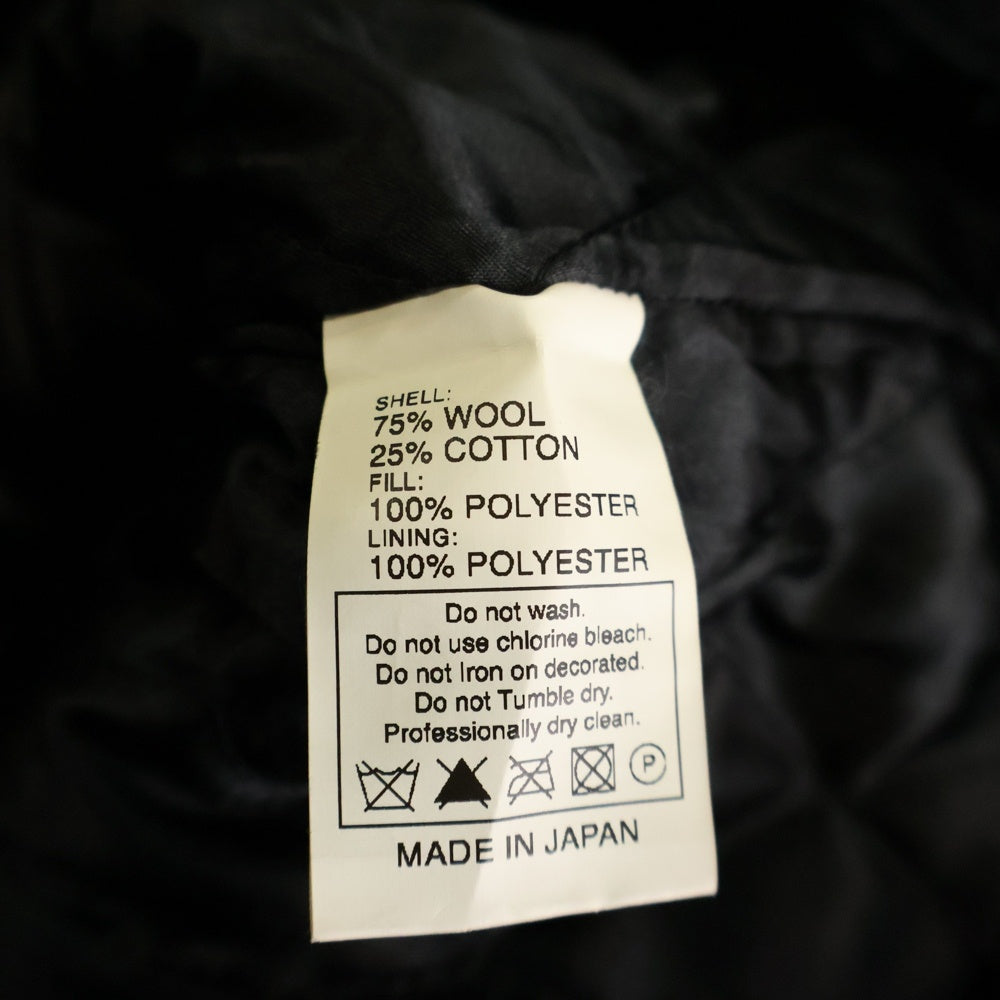 SHELL:
75% WOOL
25% COTTON
FILL:
100% POLYESTER
LINING:
100% POLYESTER
Do not wash.
Do not use chlorine bleach.
Do not Iron on decorated.
Do not Tumble dry.
Professionally dry clean.
P
MADE IN JAPAN